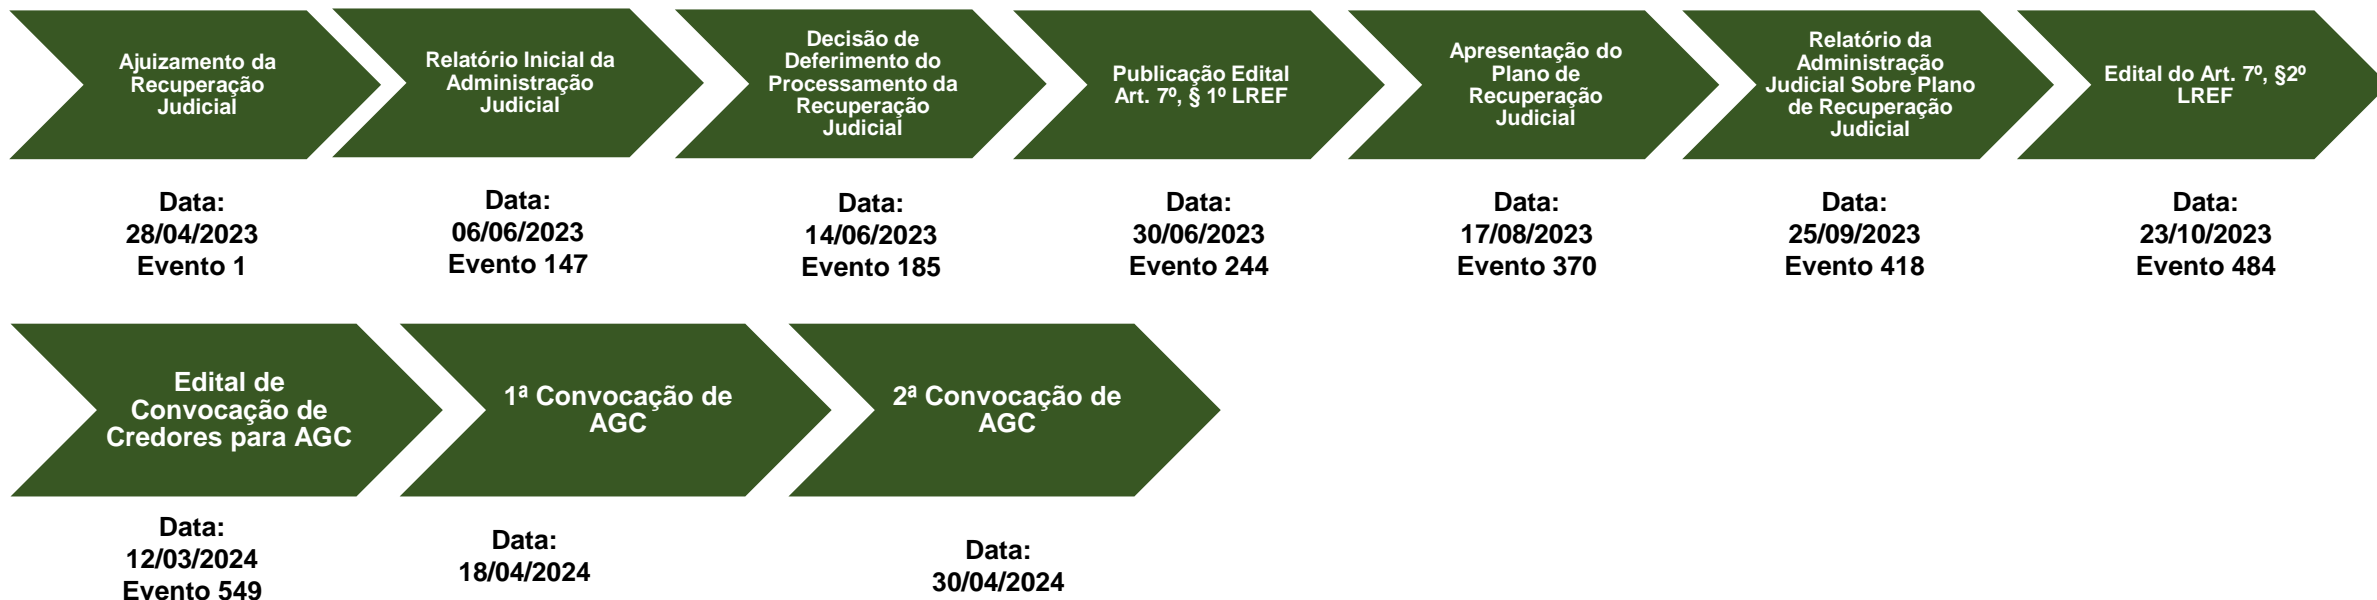 Ajuizamento da
Recuperação
Judicial
Data:
28/04/2023
Evento 1
Relatório Inicial da
Administração
Judicial
Data:
06/06/2023
Evento 147
Decisão de
Deferimento do
Processamento da
Recuperação
Judicial
Data:
14/06/2023
Evento 185
Publicação Edital
Art. 7º, § 1º LREF
Data:
30/06/2023
Evento 244
Apresentação do
Plano de
Recuperação
Judicial
Data:
17/08/2023
Evento 370
Relatório da
Administração
Judicial Sobre Plano
de Recuperação
Judicial
Data:
25/09/2023
Evento 418
Edital do Art. 7º, §2º
LREF
Data:
23/10/2023
Evento 484
Edital de
Convocação de
Credores para AGC
Data:
12/03/2024
Evento 549
1ª Convocação de
AGC
Data:
18/04/2024
2ª Convocação de
AGC
Data:
30/04/2024